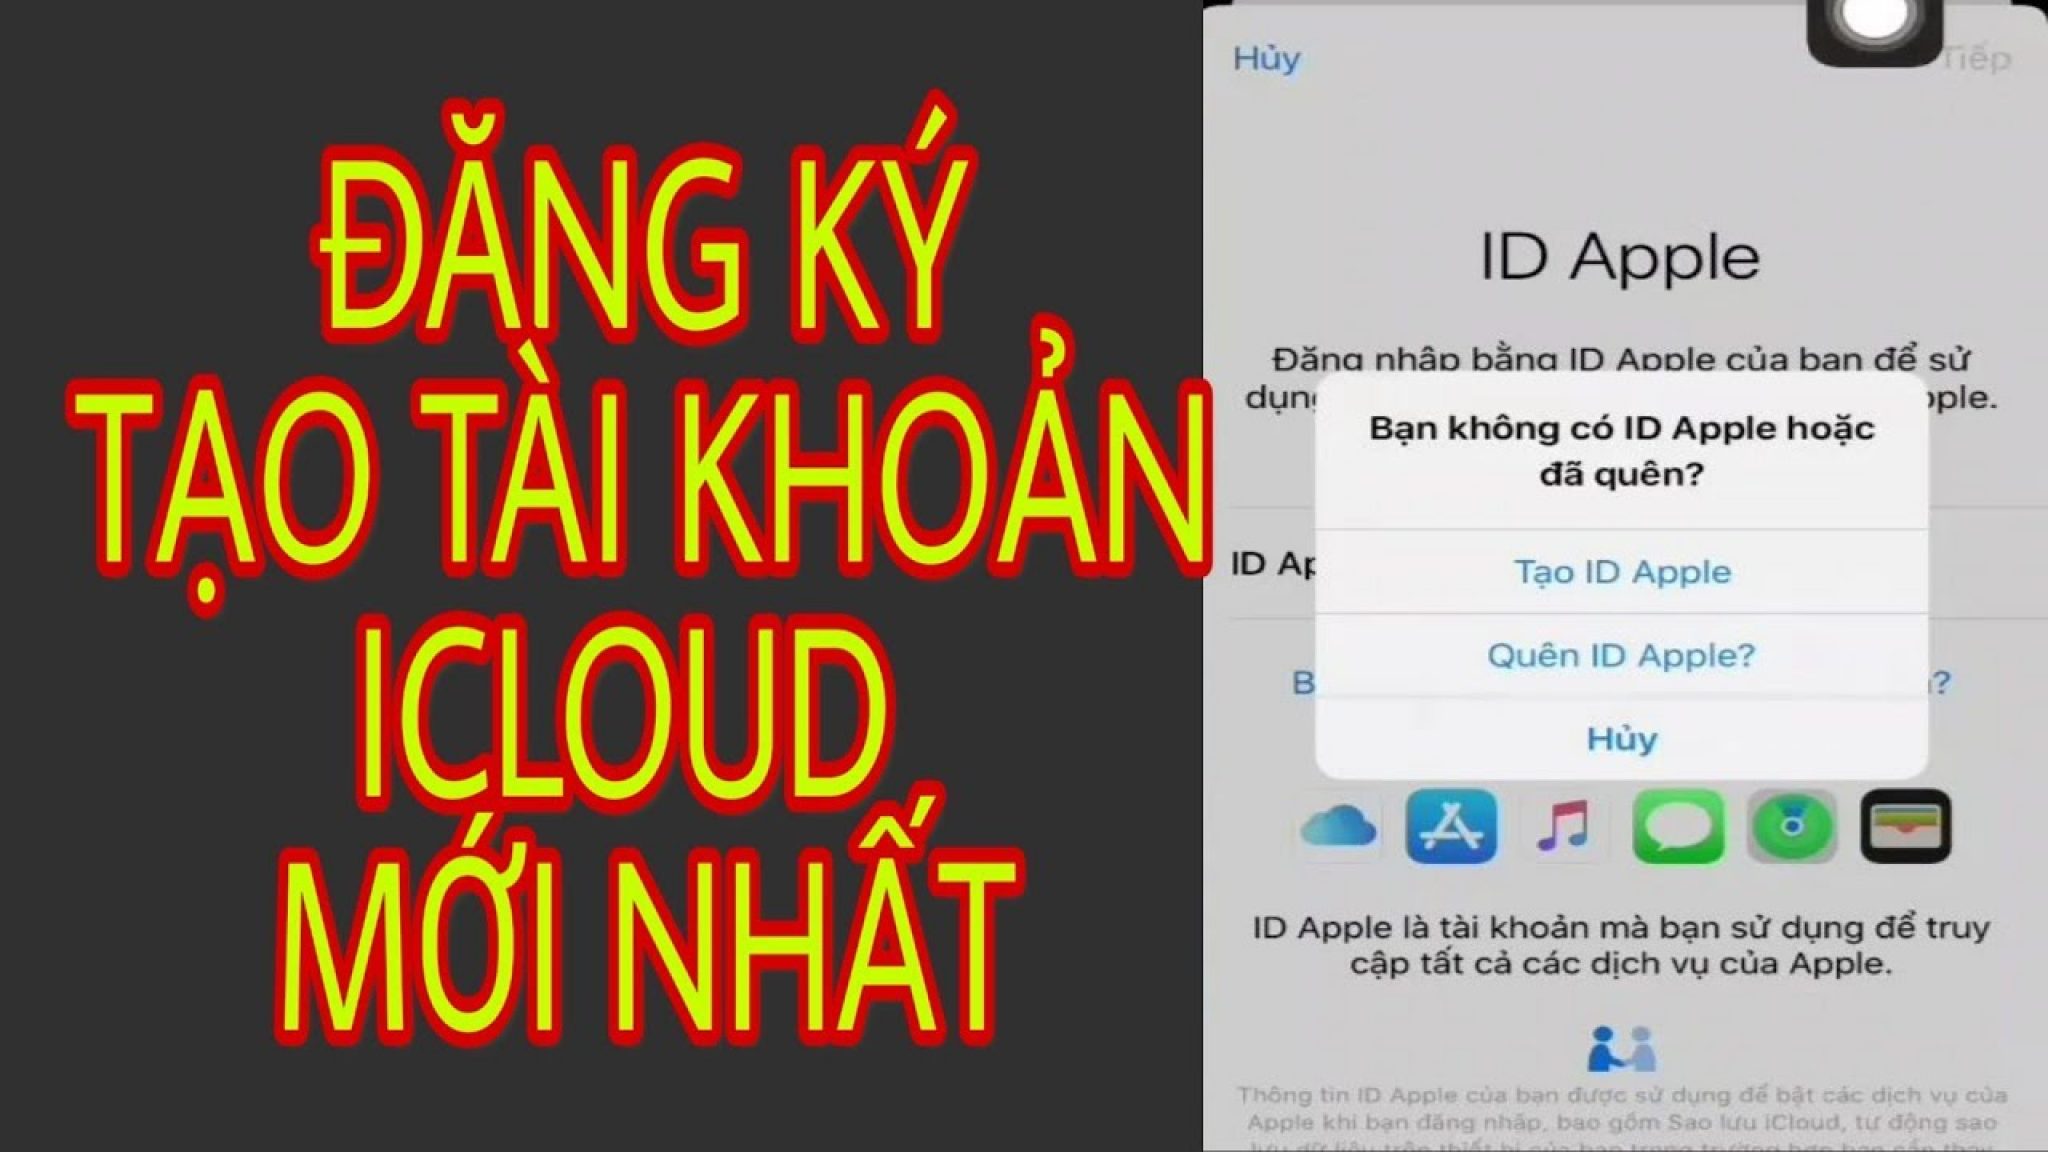 ĐĂNG KÝ
TẠO TÀI KHOẢN
ICLOUD
MỚI NHẤT
Hủy
Tiếp
ID Apple
Đăng nhập bằng ID Apple của bạn để sử
Bạn không có ID Apple hoặc
đã quên?
Tạo ID Apple
Quên ID Apple?
Hủy
ID Apple là tài khoản mà bạn sử dụng để truy
cập tất cả các dịch vụ của Apple.
Thông tin ID Apple của bạn được sử dụng để bật các dịch vụ của
Apple khi bạn đăng nhập, bao gồm Sao lưu iCloud, tự động sao